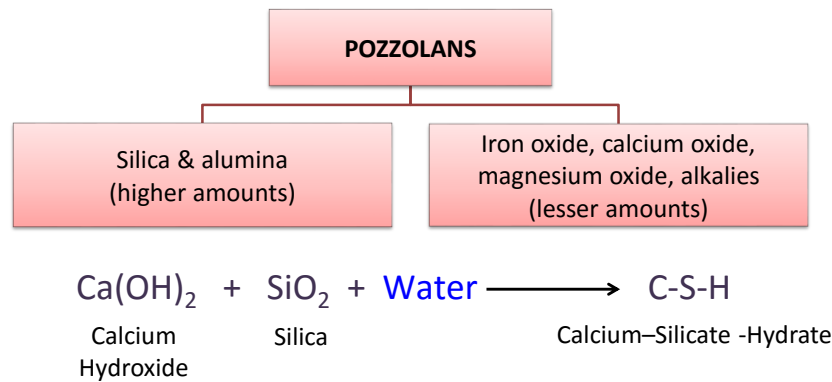 POZZOLANS
Silica & alumina
(higher amounts)
Iron oxide, calcium oxide,
magnesium oxide, alkalies
(lesser amounts)
Ca(OH)₂ + SiO₂ + Water C-S-H
Calcium
Hydroxide
Silica
Calcium–Silicate -Hydrate